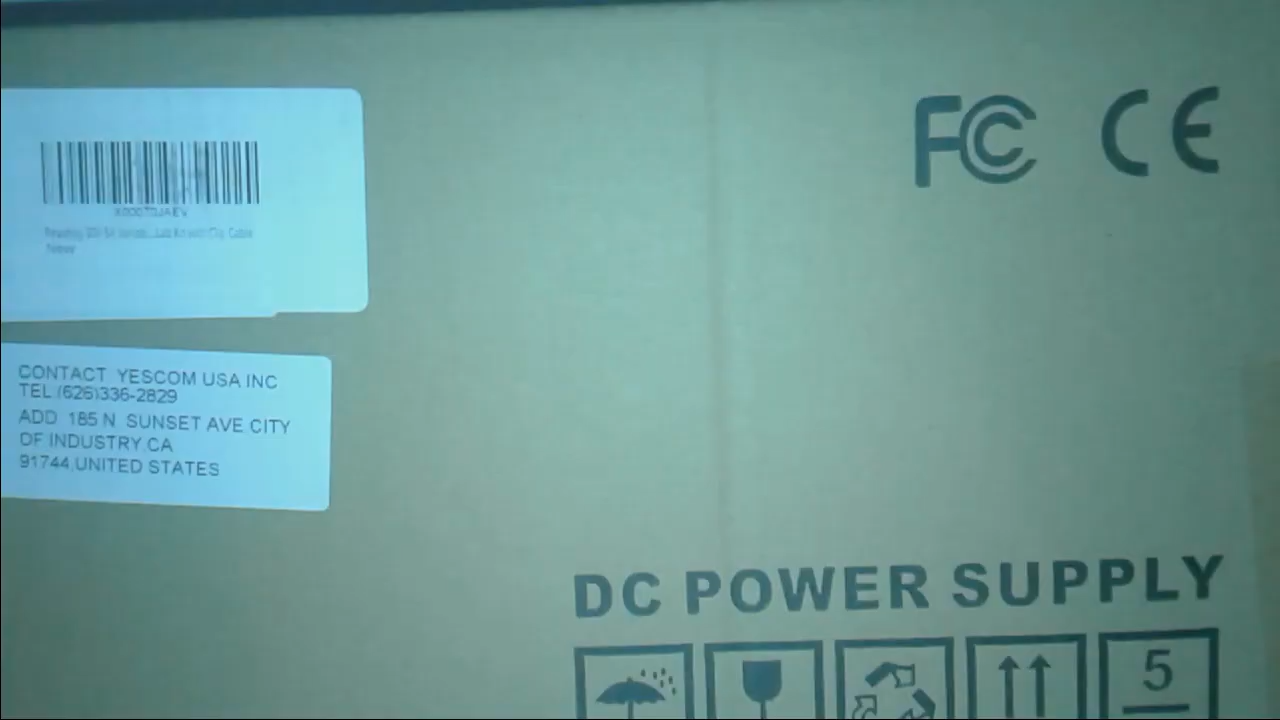 FC CE
CONTACT YESCOM USA INC
TEL:(626)336-2829
ADD 185 N SUNSET AVE CITY
OF INDUSTRY,CA
91744,UNITED STATES
DC POWER SUPPLY
5